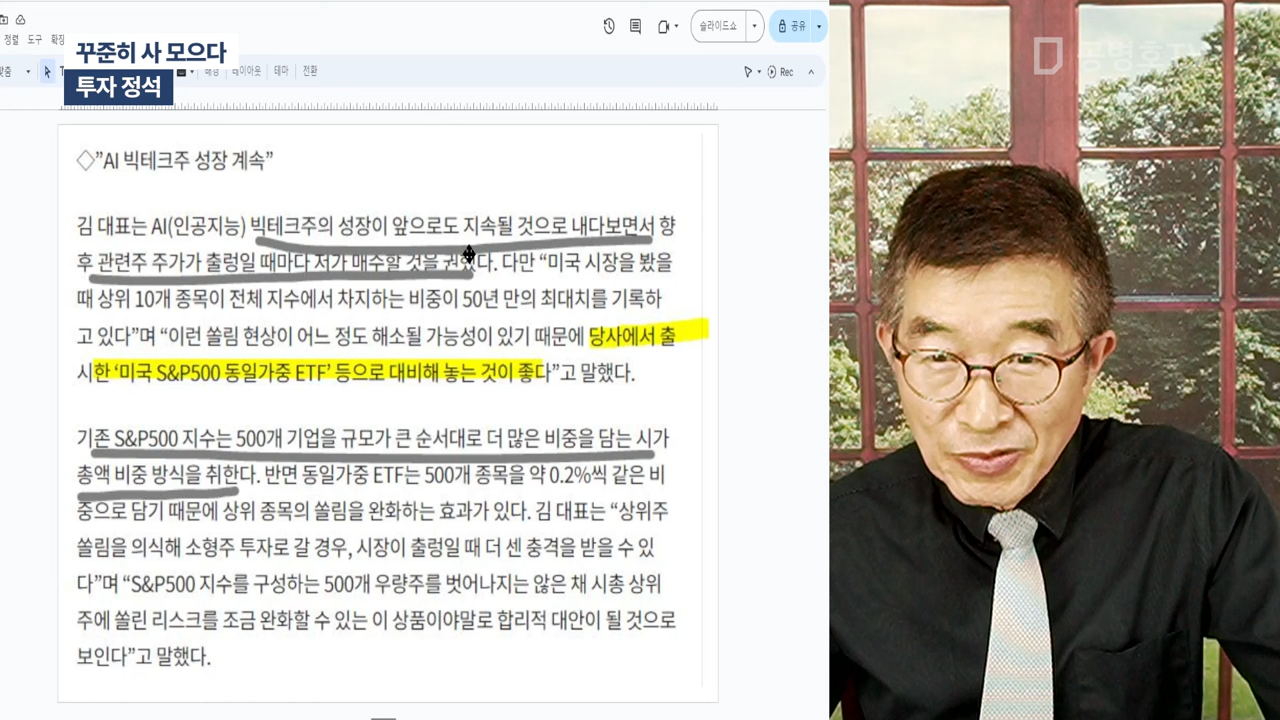 정렬 도구 확장
슬라이드쇼
공유
꾸준히 사 모으다
투자 정석
맞춤
배경 레이아웃 테마 전환
Rec
공병호TV
◇”AI 빅테크주 성장 계속”
김 대표는 AI(인공지능) 빅테크주의 성장이 앞으로도 지속될 것으로 내다보면서 향
후 관련주 주가가 출렁일 때마다 저가 매수할 것을 권했다. 다만 “미국 시장을 봤을
때 상위 10개 종목이 전체 지수에서 차지하는 비중이 50년 만의 최대치를 기록하
고 있다”며 “이런 쏠림 현상이 어느 정도 해소될 가능성이 있기 때문에 당사에서 출
시한 ‘미국 S&P500 동일가중 ETF’ 등으로 대비해 놓는 것이 좋다”고 말했다.
기존 S&P500 지수는 500개 기업을 규모가 큰 순서대로 더 많은 비중을 담는 시가
총액 비중 방식을 취한다. 반면 동일가중 ETF는 500개 종목을 약 0.2%씩 같은 비
중으로 담기 때문에 상위 종목의 쏠림을 완화하는 효과가 있다. 김 대표는 “상위주
쏠림을 의식해 소형주 투자로 갈 경우, 시장이 출렁일 때 더 센 충격을 받을 수 있
다”며 “S&P500 지수를 구성하는 500개 우량주를 벗어나지는 않은 채 시총 상위
주에 쏠린 리스크를 조금 완화할 수 있는 이 상품이야말로 합리적 대안이 될 것으로
보인다”고 말했다.